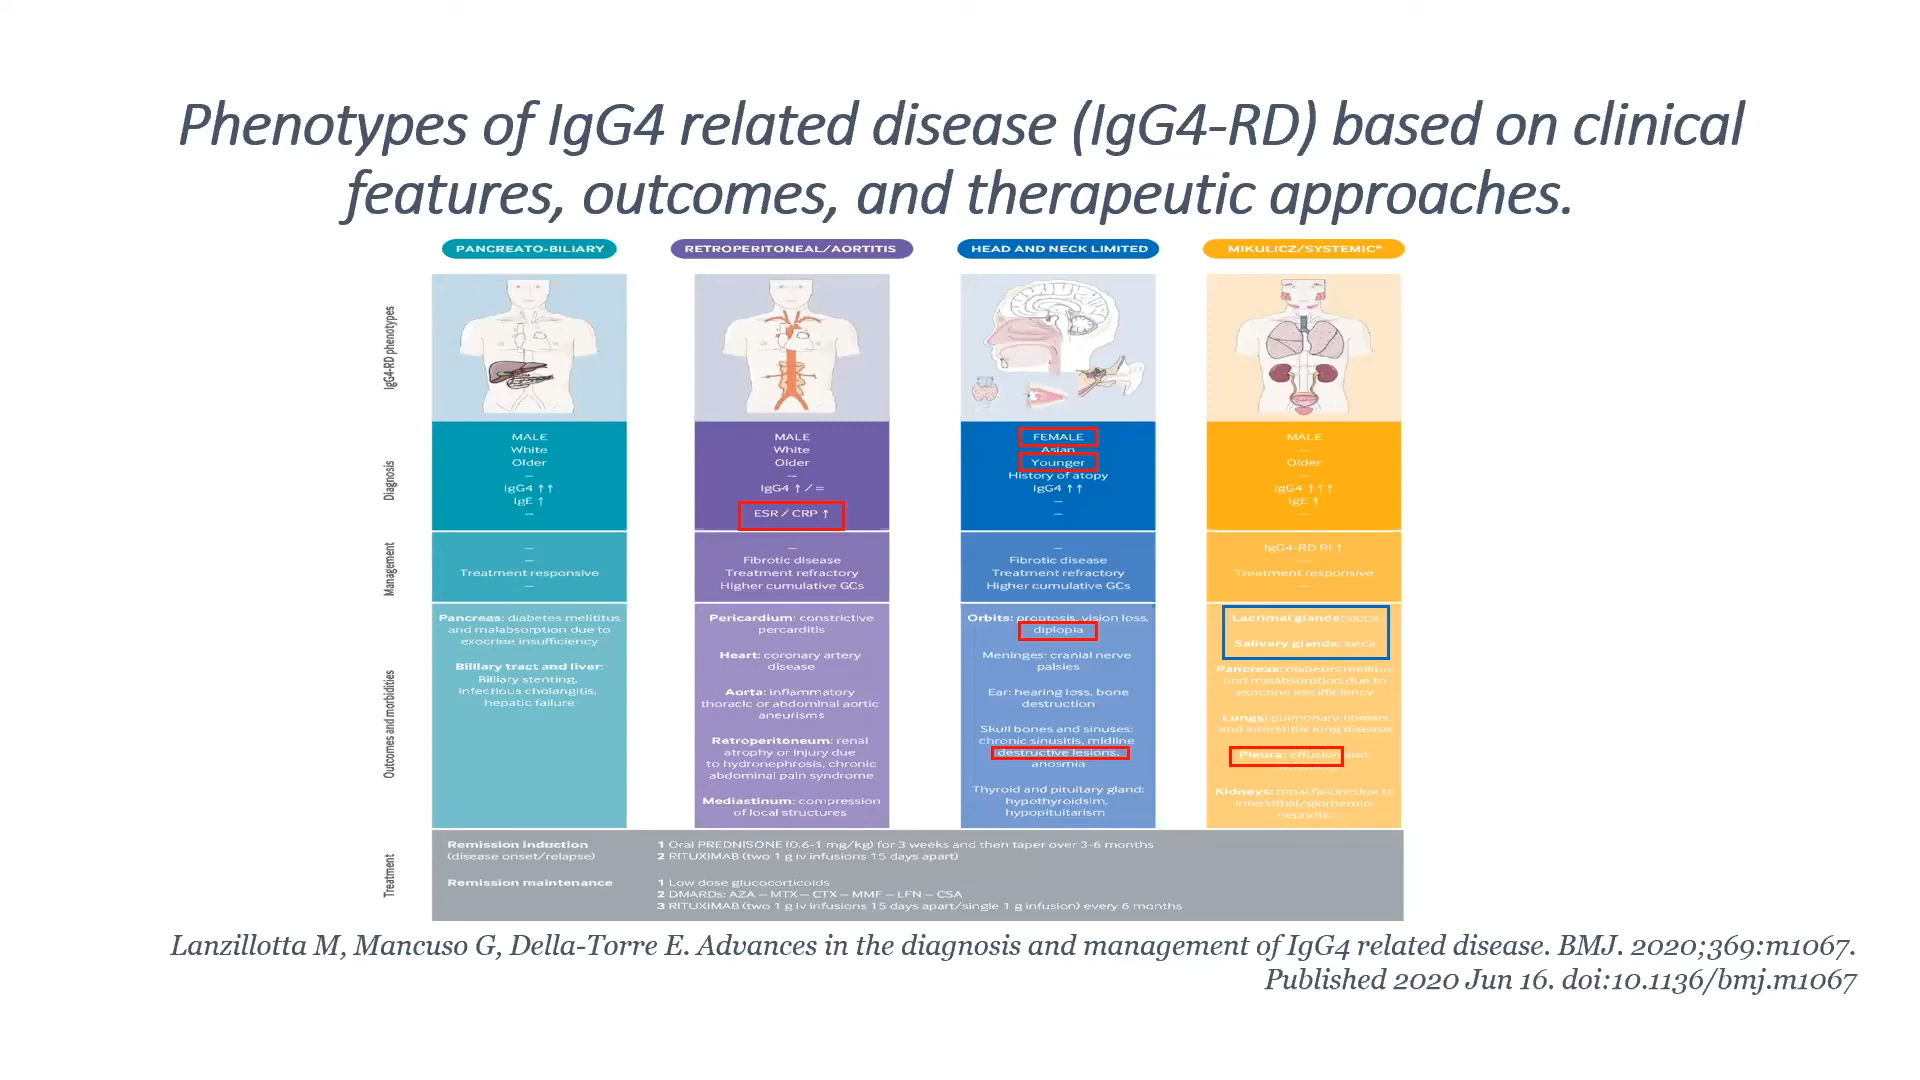 Phenotypes of IgG4 related disease (IgG4-RD) based on clinical
features, outcomes, and therapeutic approaches.
PANCREATO-BILIARY
RETROPERITONEAL/AORTITIS
HEAD AND NECK LIMITED
MIKULICZ/SYSTEMIC*
IgG4-RD phenotypes
Diagnosis
MALE
White
Older
—
IgG4 ↑↑
IgE ↑
—
MALE
White
Older
—
IgG4 ↑/=
ESR / CRP ↑
FEMALE
Asian
Younger
History of atopy
IgG4 ↑↑
—
—
MALE
—
Older
—
IgG4 ↑↑↑
IgE ↑
—
Management
—
—
Treatment responsive
—
—
Fibrotic disease
Treatment refractory
Higher cumulative GCs
—
Fibrotic disease
Treatment refractory
Higher cumulative GCs
IgG4-RD RI ↑
—
Treatment responsive
—
Outcomes and morbidities
Pancreas: diabetes melititus
and malabsorption due to
exocrine insufficiency
Billiary tract and liver:
Billiary stenting,
infectious cholangitis,
hepatic failure
Pericardium: constrictive
percarditis
Heart: coronary artery
disease
Aorta: inflammatory
thoracic or abdominal aortic
aneurisms
Retroperitoneum: renal
atrophy or injury due
to hydronephrosis, chronic
abdominal pain syndrome
Mediastinum: compression
of local structures
Orbits: proptosis, vision loss,
diplopia
Meninges: cranial nerve
palsies
Ear: hearing loss, bone
destruction
Skull bones and sinuses:
chronic sinusitis, midline
destructive lesions,
anosmia
Thyroid and pituitary gland:
hypothyroidsim,
hypopituitarism
Lacrimal glands: sicca
Salivary glands: sicca
Pancreas: diabetes mellitus
and malabsorption due to
exocrine insufficiency
Lungs: pulmonary fibrosis,
and interstitial lung disease
Pleura: effusion
Kidneys: renal failure due to
interstitial/glomerulo
nephritis
Treatment
Remission induction
(disease onset/relapse)
1 Oral PREDNISONE (0.6-1 mg/kg) for 3 weeks and then taper over 3-6 months
2 RITUXIMAB (two 1 g iv infusions 15 days apart)
Remission maintenance
1 Low dose glucocorticoids
2 DMARDs: AZA – MTX – CTX – MMF – LFN – CSA
3 RITUXIMAB (two 1 g iv infusions 15 days apart/single 1 g infusion) every 6 months
Lanzillotta M, Mancuso G, Della-Torre E. Advances in the diagnosis and management of IgG4 related disease. BMJ. 2020;369:m1067.
Published 2020 Jun 16. doi:10.1136/bmj.m1067